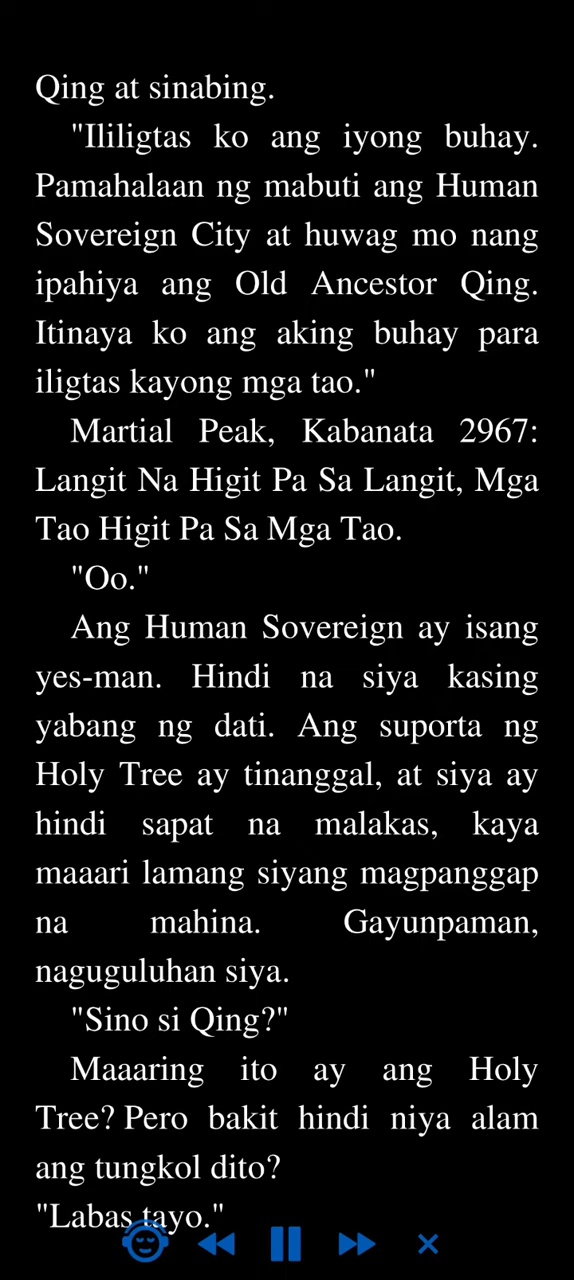 Qing at sinabing.
"Ililigtas ko ang iyong buhay.
Pamahalaan ng mabuti ang Human
Sovereign City at huwag mo nang
ipahiya ang Old Ancestor Qing.
Itinaya ko ang aking buhay para
iligtas kayong mga tao."
Martial Peak, Kabanata 2967:
Langit Na Higit Pa Sa Langit, Mga
Tao Higit Pa Sa Mga Tao.
"Oo."
Ang Human Sovereign ay isang
yes-man. Hindi na siya kasing
yabang ng dati. Ang suporta ng
Holy Tree ay tinanggal, at siya ay
hindi sapat na malakas, kaya
maaari lamang siyang magpanggap
na mahina. Gayunpaman,
naguguluhan siya.
"Sino si Qing?"
Maaaring ito ay ang Holy
Tree? Pero bakit hindi niya alam
ang tungkol dito?
"Labas tayo."